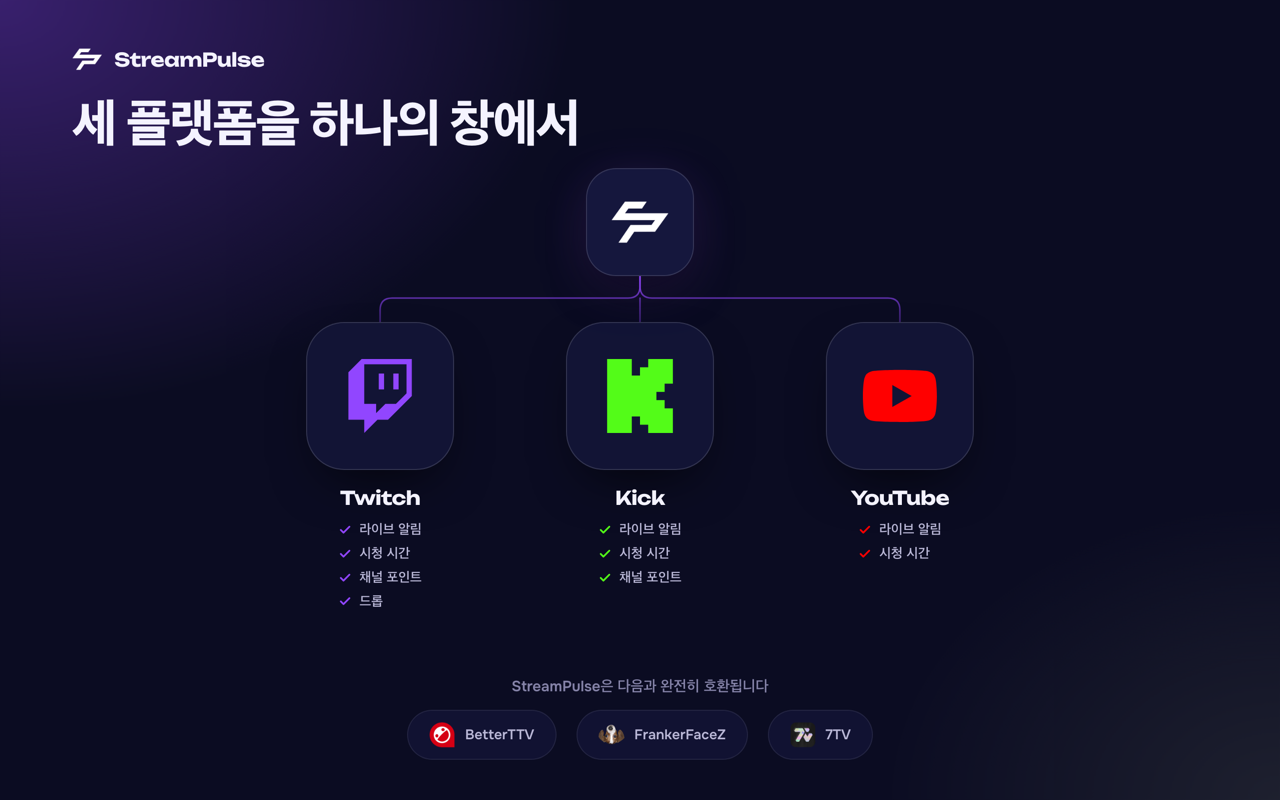 StreamPulse
세 플랫폼을 하나의 창에서
Twitch
라이브 알림
시청 시간
채널 포인트
드롭
Kick
라이브 알림
시청 시간
채널 포인트
YouTube
라이브 알림
시청 시간
StreamPulse은 다음과 완전히 호환됩니다
BetterTTV
FrankerFaceZ
7TV